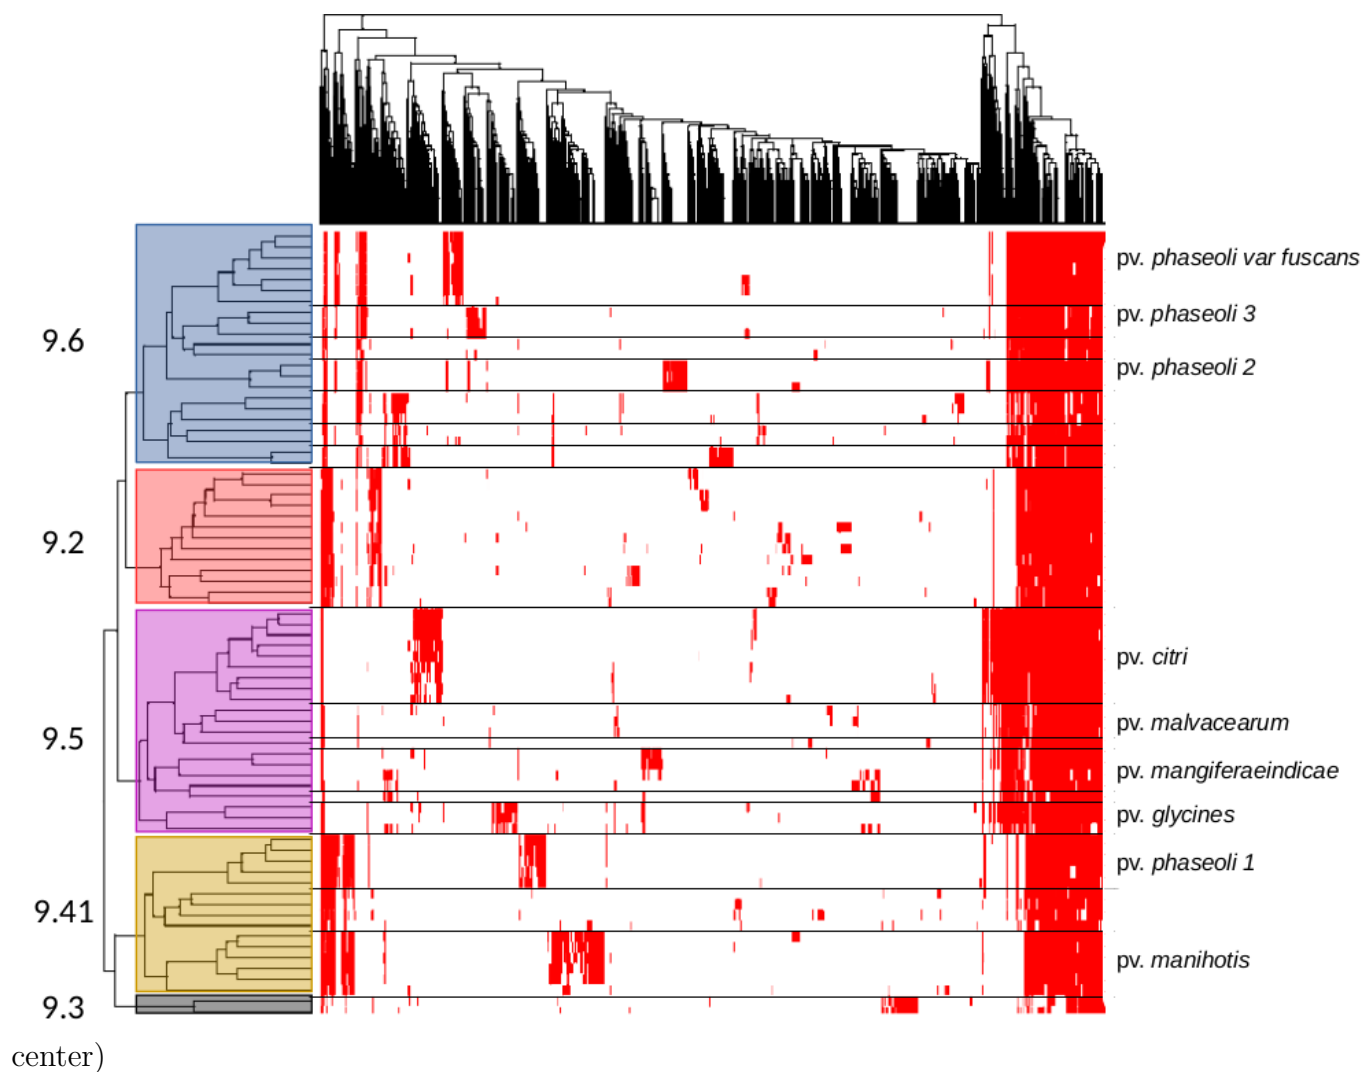 pv. phaseoli var fuscans
pv. phaseoli 3
9.6
pv. phaseoli 2
9.2
pv. citri
pv. malvacearum
9.5
pv. mangiferaeindicae
pv. glycines
pv. phaseoli 1
9.41
pv. manihotis
9.3
center)